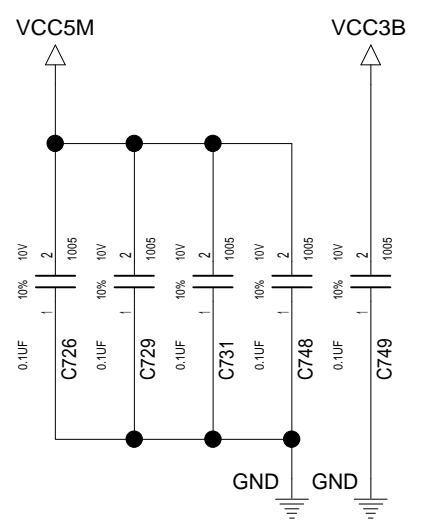 VCC5M
VCC3B
10V 2 1005
10% 
0.1UF 1 C726
10V 2 1005
10%
0.1UF 1 C729
10V 2 1005
10%
0.1UF 1 C731
10V 2 1005
10%
0.1UF 1 C748
10V 2 1005
10%
0.1UF 1 C749
GND
GND